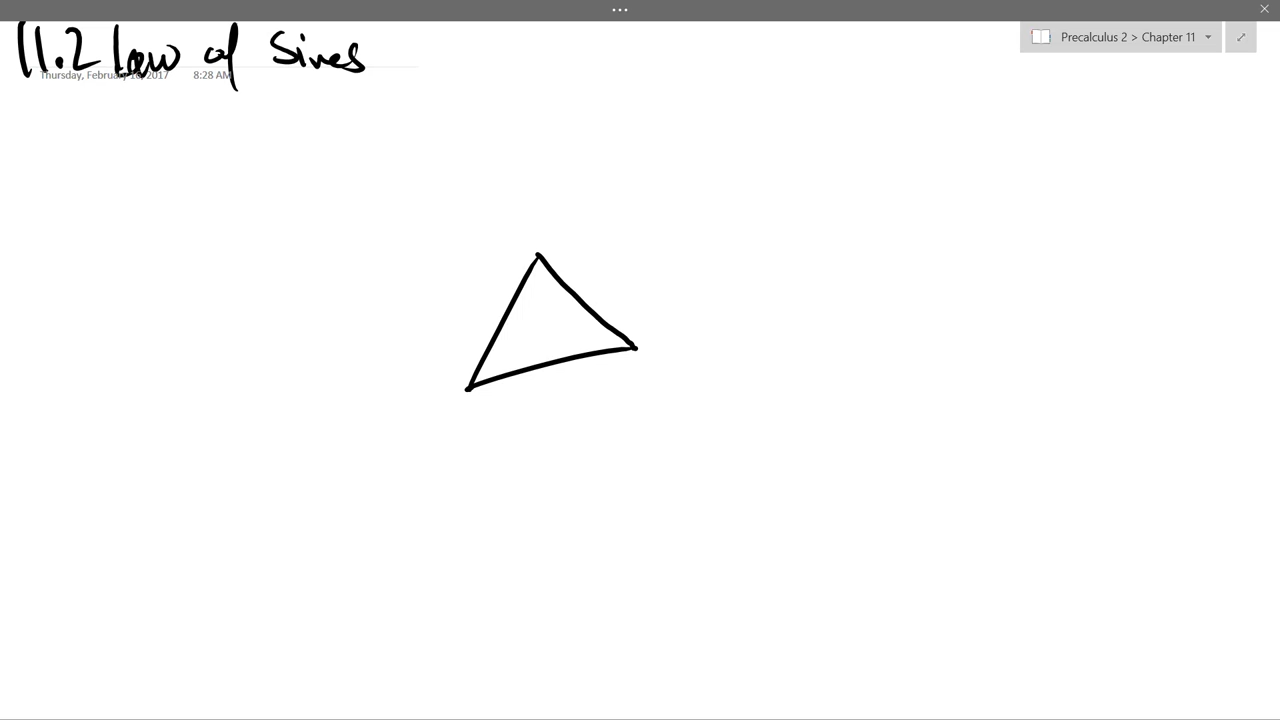 11.2 Law of Sines
Precalculus 2 > Chapter 11
Thursday, February 16, 2017 8:28 AM